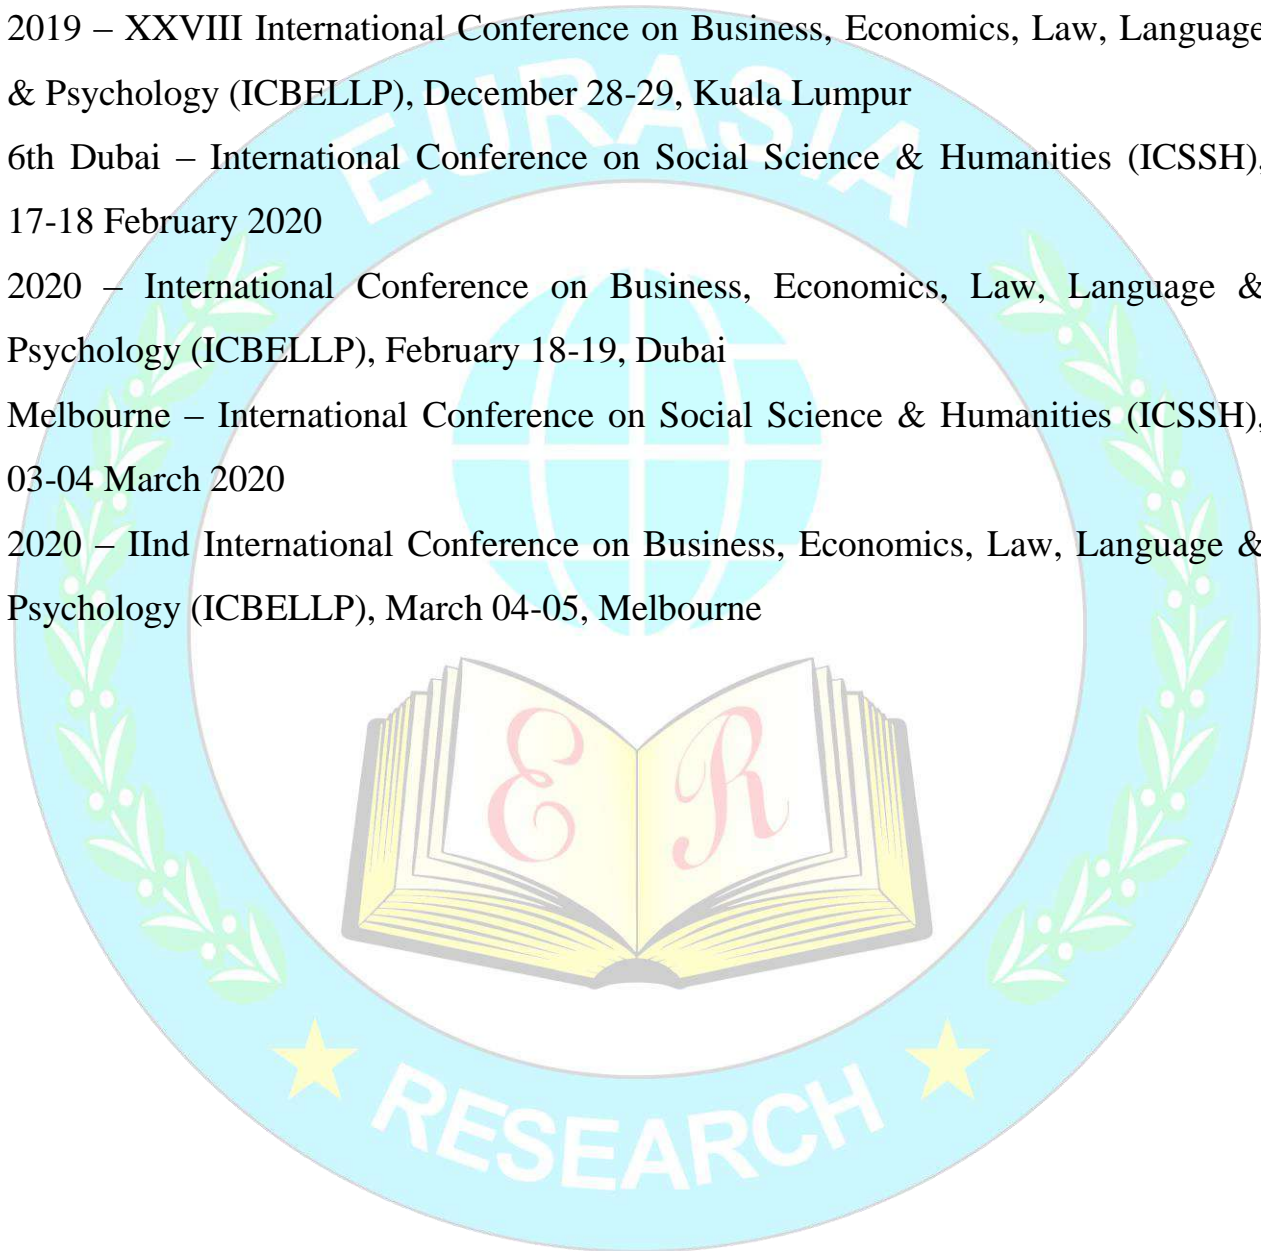 2019 – XXVIII International Conference on Business, Economics, Law, Language
& Psychology (ICBELLP), December 28-29, Kuala Lumpur
6th Dubai – International Conference on Social Science & Humanities (ICSSH),
17-18 February 2020
2020 – International Conference on Business, Economics, Law, Language &
Psychology (ICBELLP), February 18-19, Dubai
Melbourne – International Conference on Social Science & Humanities (ICSSH),
03-04 March 2020
2020 – IInd International Conference on Business, Economics, Law, Language &
Psychology (ICBELLP), March 04-05, Melbourne
EURASIA
E R
RESEARCH